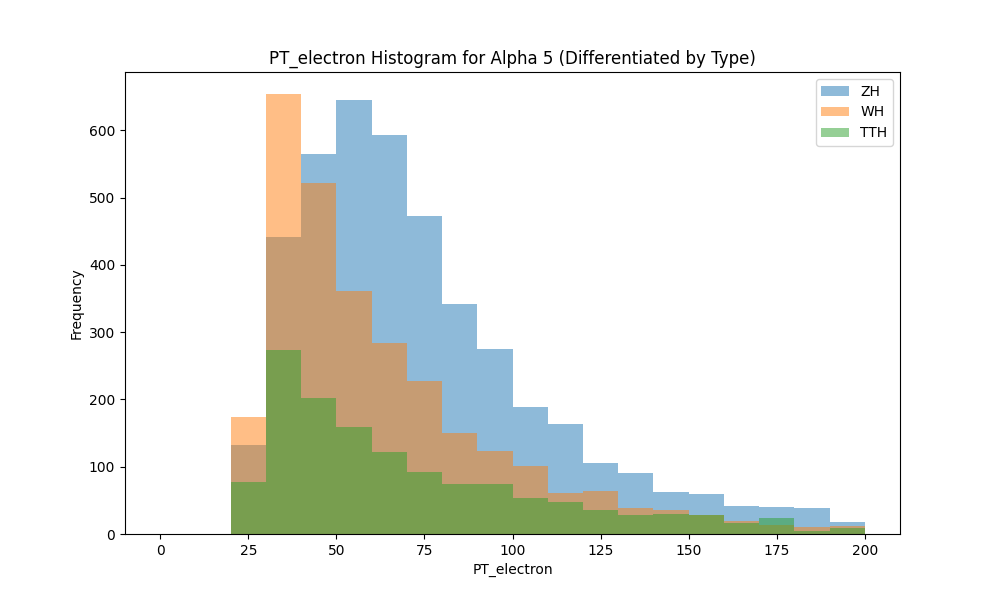 PT_electron Histogram for Alpha 5 (Differentiated by Type)
ZH
WH
TTH
Frequency
600
500
400
300
200
100
0
0 25 50 75 100 125 150 175 200
PT_electron